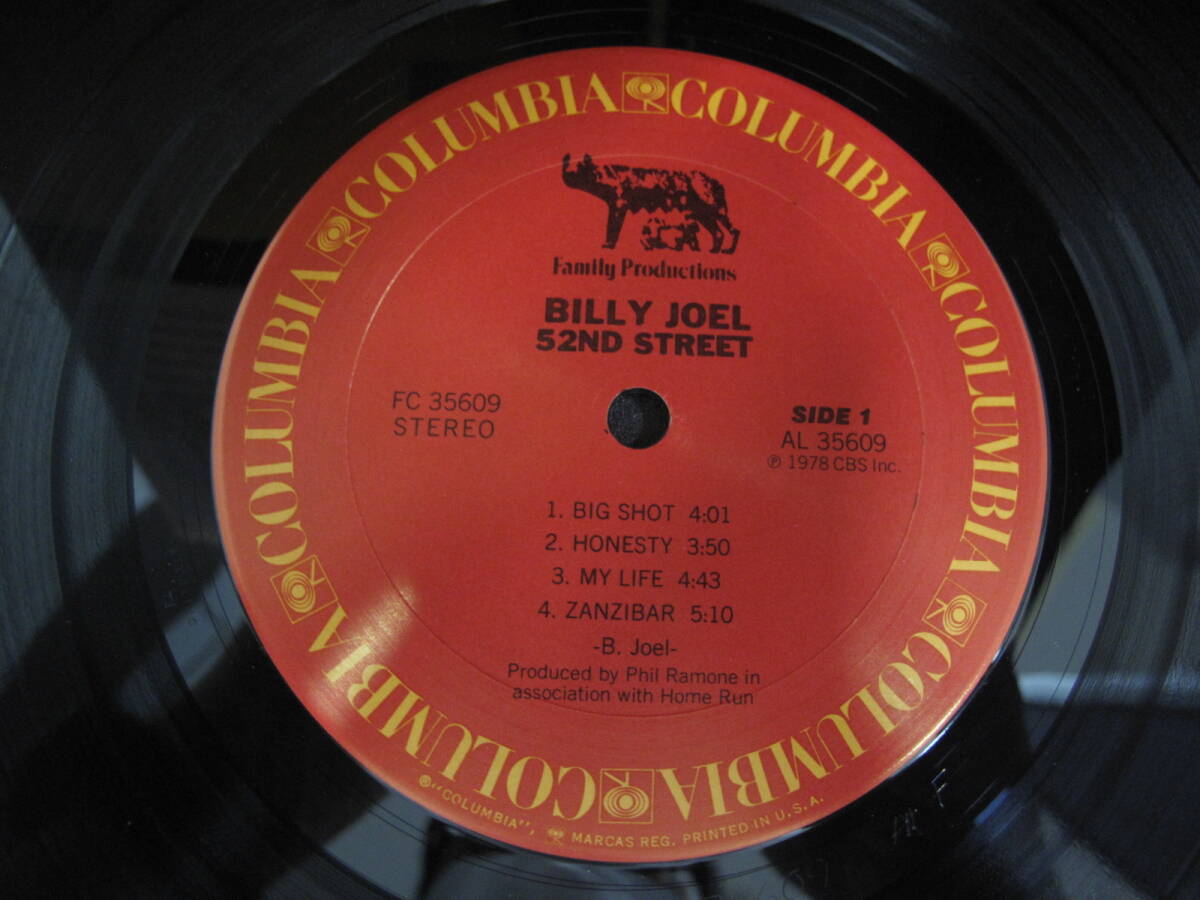 COLUMBIA COLUMBIA COLUMBIA COLUMBIA COLUMBIA COLUMBIA COLUMBIA COLUMBIA
Family Productions
BILLY JOEL
52ND STREET
FC 35609
STEREO
SIDE 1
AL 35609
℗ 1978 CBS Inc.
1. BIG SHOT 4:01
2. HONESTY 3:50
3. MY LIFE 4:43
4. ZANZIBAR 5:10
-B. Joel-
Produced by Phil Ramone in
association with Home Run
®"COLUMBIA", MARCAS REG. PRINTED IN U.S.A.